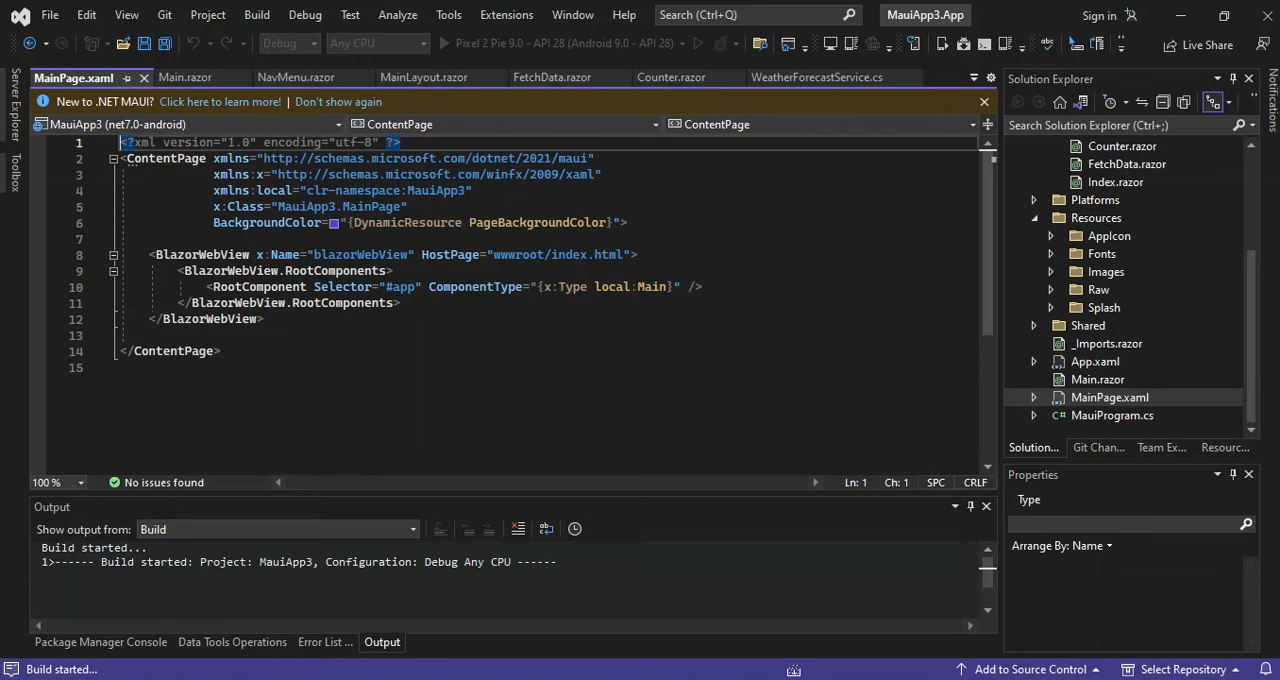 File Edit View Git Project Build Debug Test Analyze Tools Extensions Window Help Search (Ctrl+Q) MauiApp3.App Sign in
Debug Any CPU Pixel 2 Pie 9.0 - API 28 (Android 9.0 - API 28) Live Share
Server Explorer
Toolbox
MainPage.xaml Main.razor NavMenu.razor MainLayout.razor FetchData.razor Counter.razor WeatherForecastService.cs
New to .NET MAUI? Click here to learn more! | Don't show again
MauiApp3 (net7.0-android) ContentPage ContentPage
1 <?xml version="1.0" encoding="utf-8" ?>
2 <ContentPage xmlns="http://schemas.microsoft.com/dotnet/2021/maui"
3 xmlns:x="http://schemas.microsoft.com/winfx/2009/xaml"
4 xmlns:local="clr-namespace:MauiApp3"
5 x:Class="MauiApp3.MainPage"
6 BackgroundColor="{DynamicResource PageBackgroundColor}">
7
8 <BlazorWebView x:Name="blazorWebView" HostPage="wwwroot/index.html">
9 <BlazorWebView.RootComponents>
10 <RootComponent Selector="#app" ComponentType="{x:Type local:Main}" />
11 </BlazorWebView.RootComponents>
12 </BlazorWebView>
13
14 </ContentPage>
15
100 % No issues found Ln: 1 Ch: 1 SPC CRLF
Output
Show output from: Build
Build started...
1>------ Build started: Project: MauiApp3, Configuration: Debug Any CPU ------
Package Manager Console Data Tools Operations Error List ... Output
Solution Explorer
Search Solution Explorer (Ctrl+;)
Counter.razor
FetchData.razor
Index.razor
Platforms
Resources
AppIcon
Fonts
Images
Raw
Splash
Shared
_Imports.razor
App.xaml
Main.razor
MainPage.xaml
C# MauiProgram.cs
Solution... Git Chan... Team Ex... Resourc...
Properties
Type
Arrange By: Name
Notifications
Build started... Add to Source Control Select Repository